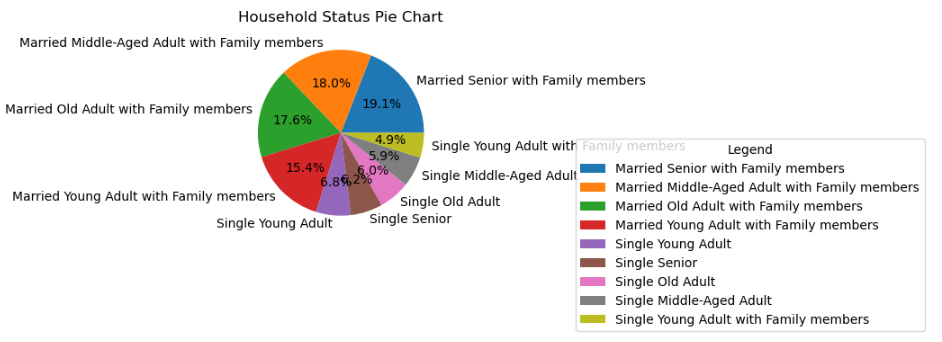 Household Status Pie Chart
Married Middle-Aged Adult with Family members
Married Senior with Family members
Married Old Adult with Family members
Married Young Adult with Family members
Single Young Adult
Single Senior
Single Old Adult
Single Middle-Aged Adult
Single Young Adult with Family members
18.0%
19.1%
17.6%
15.4%
6.8%
6.2%
6.0%
5.9%
4.9%
Legend
Married Senior with Family members
Married Middle-Aged Adult with Family members
Married Old Adult with Family members
Married Young Adult with Family members
Single Young Adult
Single Senior
Single Old Adult
Single Middle-Aged Adult
Single Young Adult with Family members